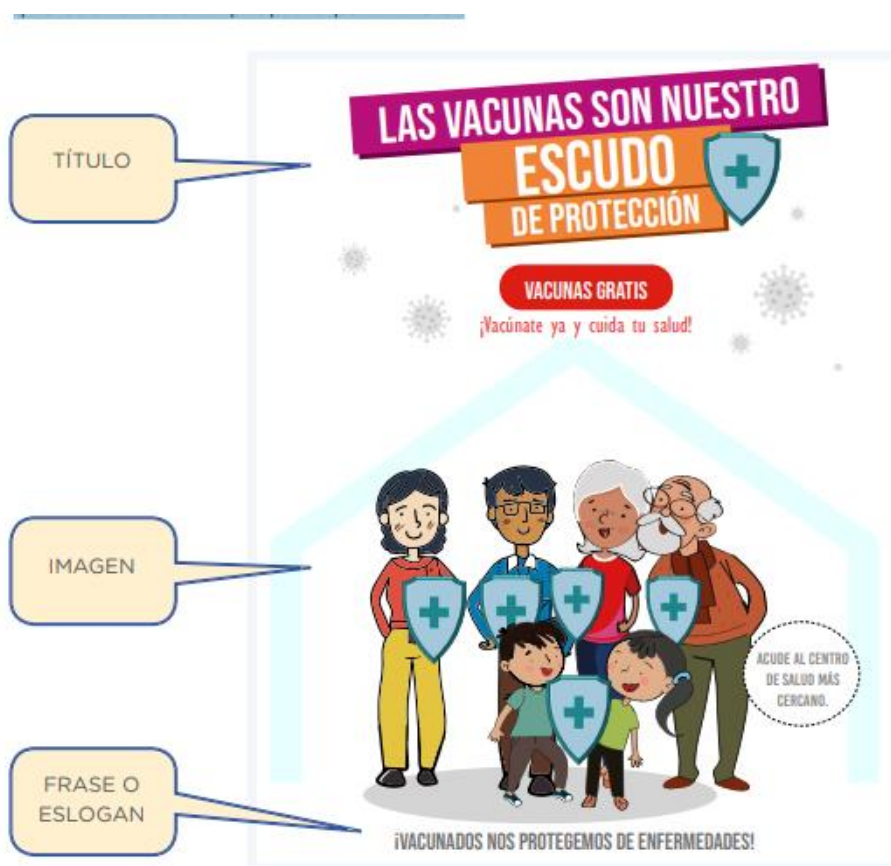 TÍTULO
LAS VACUNAS SON NUESTRO
ESCUDO
DE PROTECCIÓN
VACUNAS GRATIS
¡Vacúnate ya y cuida tu salud!
IMAGEN
ACUDE AL CENTRO
DE SALUD MÁS
CERCANO.
FRASE O
ESLOGAN
¡VACUNADOS NOS PROTEGEMOS DE ENFERMEDADES!